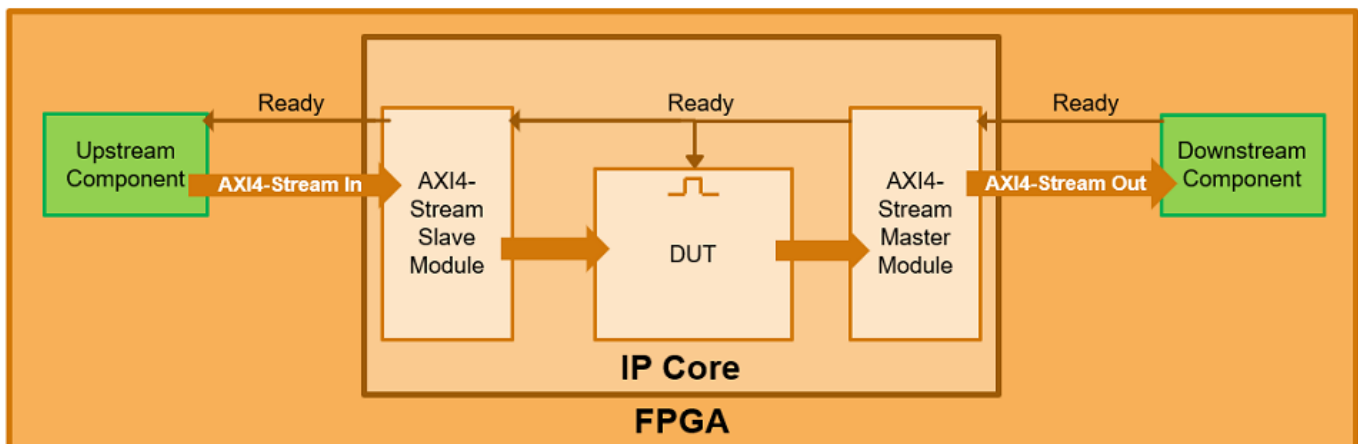 Ready
Ready
Ready
Upstream
Component
AXI4-Stream In
AXI4-
Stream
Slave
Module
DUT
AXI4-
Stream
Master
Module
AXI4-Stream Out
Downstream
Component
IP Core
FPGA